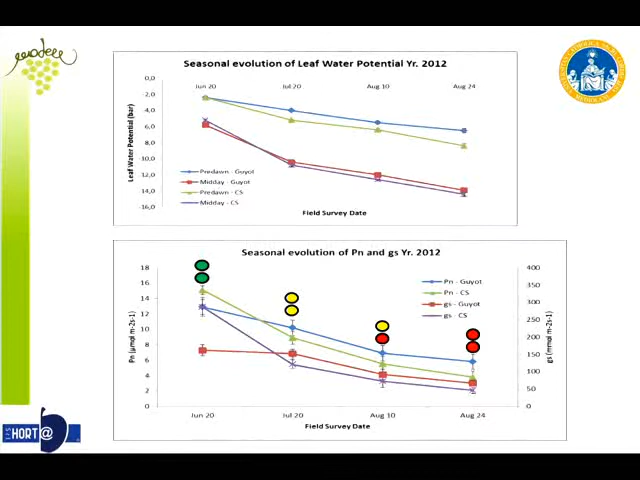 moden
Seasonal evolution of Leaf Water Potential Yr. 2012
Leaf Water Potential (bar)
0,0
-2,0
-4,0
-6,0
-8,0
-10,0
-12,0
-14,0
-16,0
Jun 20
Jul 20
Aug 10
Aug 24
Predawn - Guyot
Midday - Guyot
Predawn - CS
Midday - CS
Field Survey Date
Seasonal evolution of Pn and gs Yr. 2012
Pn (µmol m-2s-1)
18
16
14
12
10
8
6
4
2
0
400
350
300
250
200
150
100
50
0
gs (mmol m-2s-1)
Pn - Guyot
Pn - CS
gs - Guyot
gs - CS
Jun 20
Jul 20
Aug 10
Aug 24
Field Survey Date
HORT@